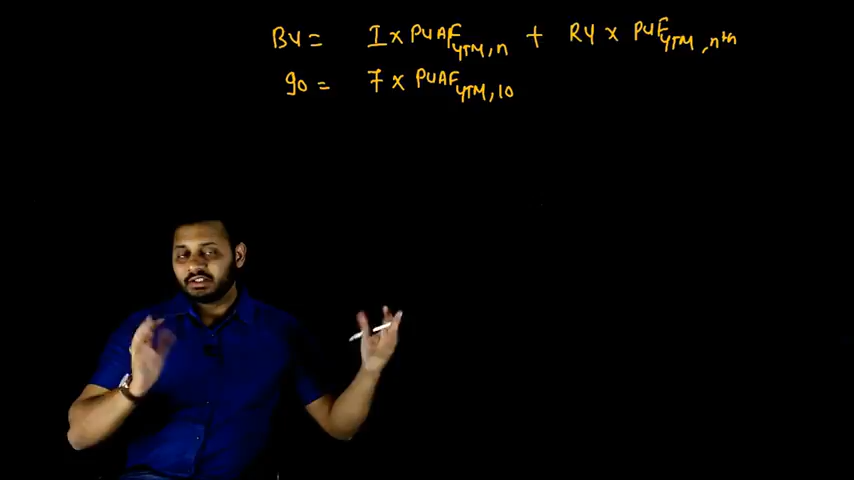 BV = I x PVAF YTM, n + RV x PVF YTM, nth
90 = 7 x PVAF YTM, 10